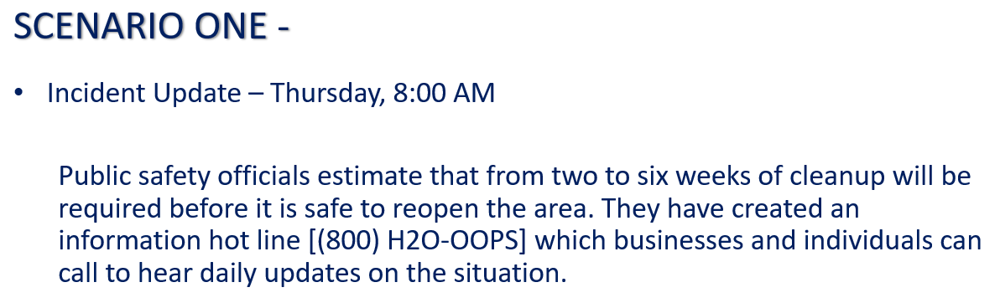 SCENARIO ONE -
• Incident Update – Thursday, 8:00 AM
Public safety officials estimate that from two to six weeks of cleanup will be
required before it is safe to reopen the area. They have created an
information hot line [(800) H2O-OOPS] which businesses and individuals can
call to hear daily updates on the situation.